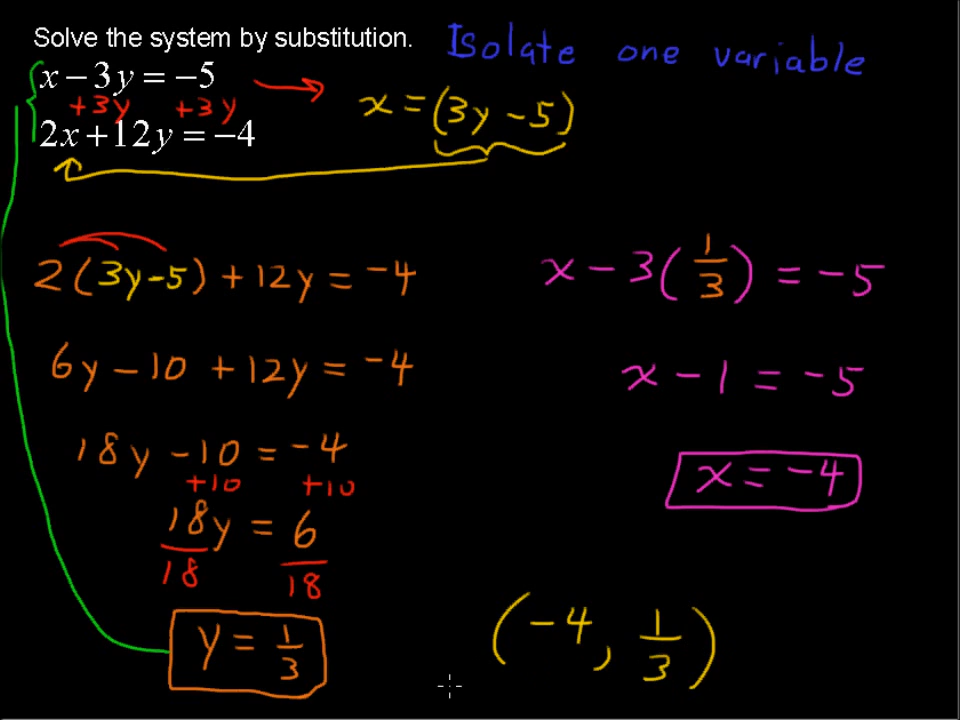 Solve the system by substitution. Isolate one variable
x − 3y = −5
+3y +3y
x = (3y − 5)
2x + 12y = −4
2(3y−5) + 12y = −4
6y − 10 + 12y = −4
18y − 10 = −4
+10 +10
18y = 6
18 18
y = 1/3
x − 3(1/3) = −5
x − 1 = −5
x = −4
(−4, 1/3)